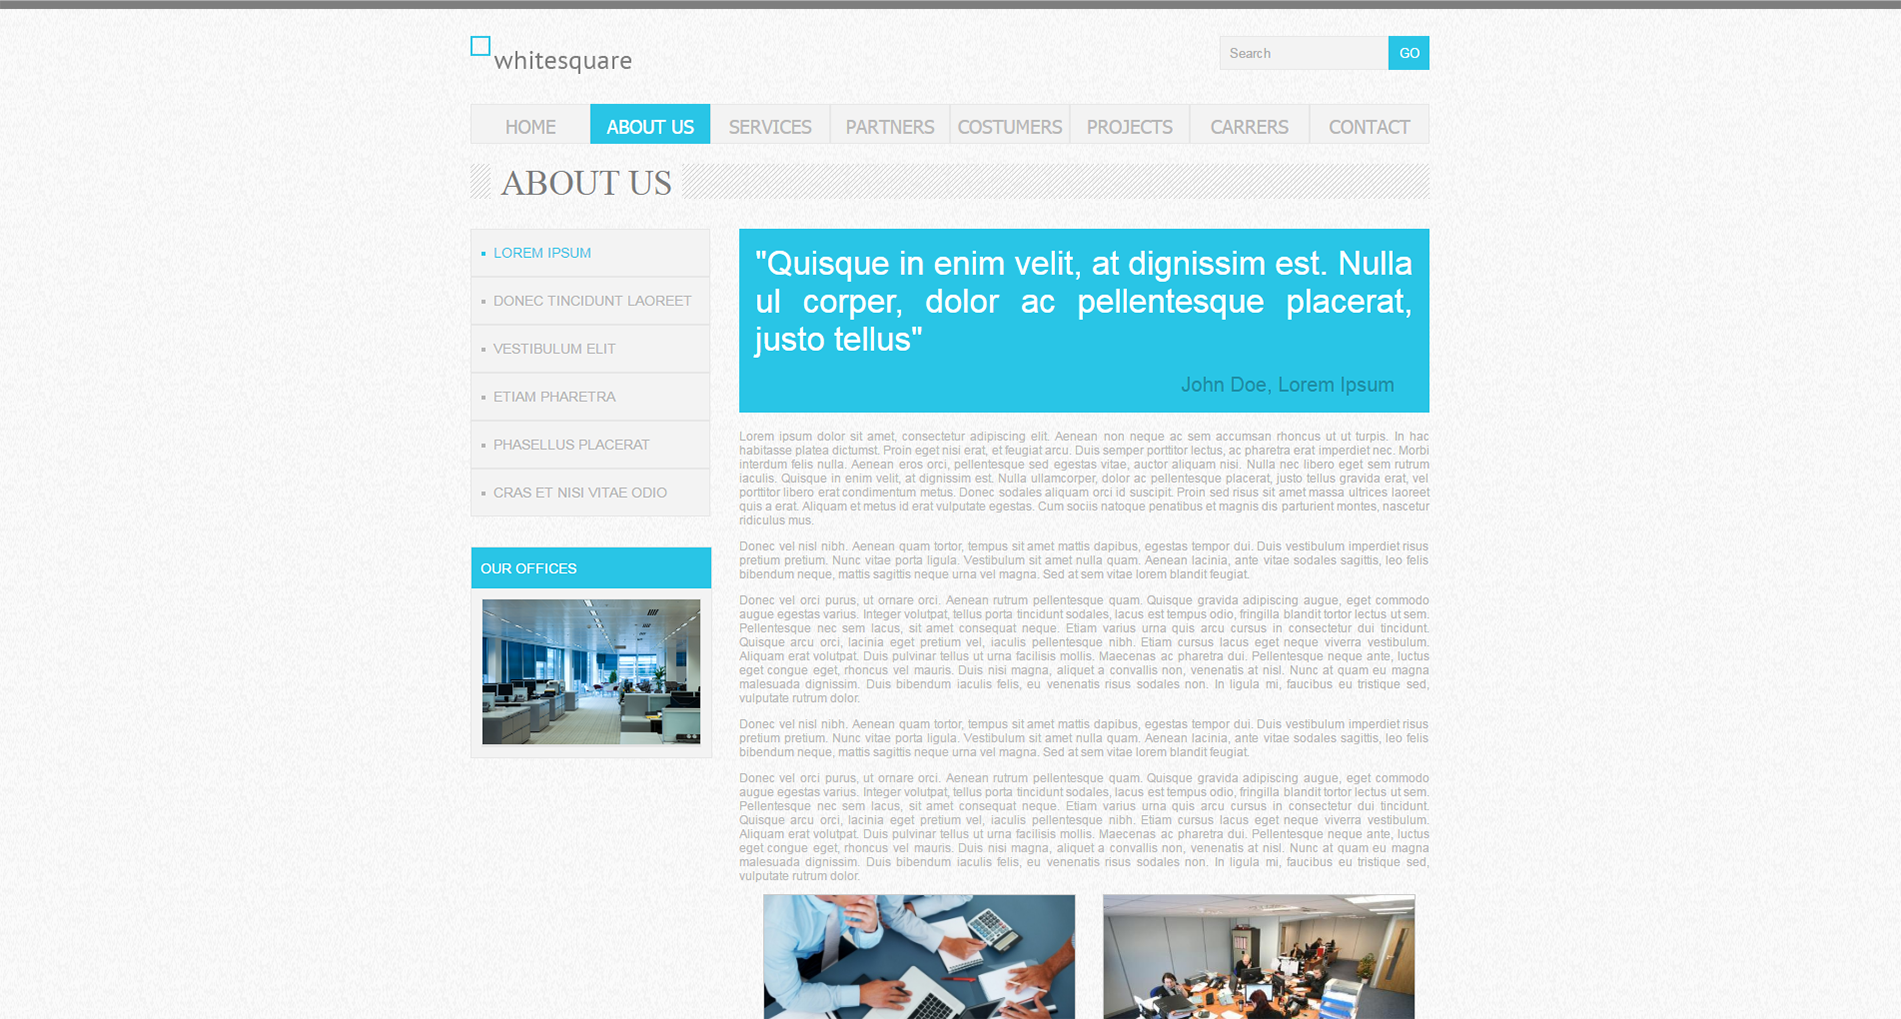 whitesquare
Search
GO
HOME
ABOUT US
SERVICES
PARTNERS
COSTUMERS
PROJECTS
CARRERS
CONTACT
ABOUT US
LOREM IPSUM
DONEC TINCIDUNT LAOREET
VESTIBULUM ELIT
ETIAM PHARETRA
PHASELLUS PLACERAT
CRAS ET NISI VITAE ODIO
OUR OFFICES
"Quisque in enim velit, at dignissim est. Nulla
ul corper, dolor ac pellentesque placerat,
justo tellus"
John Doe, Lorem Ipsum
Lorem ipsum dolor sit amet, consectetur adipiscing elit. Aenean non neque ac sem accumsan rhoncus ut ut turpis. In hac
habitasse platea dictumst. Proin eget nisi erat, et feugiat arcu. Duis semper porttitor lectus, ac pharetra erat imperdiet nec. Morbi
interdum felis nulla. Aenean eros orci, pellentesque sed egestas vitae, auctor aliquam nisi. Nulla nec libero eget sem rutrum
iaculis. Quisque in enim velit, at dignissim est. Nulla ullamcorper, dolor ac pellentesque placerat, justo tellus gravida erat, vel
porttitor libero erat condimentum metus. Donec sodales aliquam orci id suscipit. Proin sed risus sit amet massa ultrices laoreet
quis a erat. Aliquam et metus id erat vulputate egestas. Cum sociis natoque penatibus et magnis dis parturient montes, nascetur
ridiculus mus.
Donec vel nisl nibh. Aenean quam tortor, tempus sit amet mattis dapibus, egestas tempor dui. Duis vestibulum imperdiet risus
pretium pretium. Nunc vitae porta ligula. Vestibulum sit amet nulla quam. Aenean lacinia, ante vitae sodales sagittis, leo felis
bibendum neque, mattis sagittis neque urna vel magna. Sed at sem vitae lorem blandit feugiat.
Donec vel orci purus, ut ornare orci. Aenean rutrum pellentesque quam. Quisque gravida adipiscing augue, eget commodo
augue egestas varius. Integer volutpat, tellus porta tincidunt sodales, lacus est tempus odio, fringilla blandit tortor lectus ut sem.
Pellentesque nec sem lacus, sit amet consequat neque. Etiam varius urna quis arcu cursus in consectetur dui tincidunt.
Quisque arcu orci, lacinia eget pretium vel, iaculis pellentesque nibh. Etiam cursus lacus eget neque viverra vestibulum.
Aliquam erat volutpat. Duis pulvinar tellus ut urna facilisis mollis. Maecenas ac pharetra dui. Pellentesque neque ante, luctus
eget congue eget, rhoncus vel mauris. Duis nisi magna, aliquet a convallis non, venenatis at nisl. Nunc at quam eu magna
malesuada dignissim. Duis bibendum iaculis felis, eu venenatis risus sodales non. In ligula mi, faucibus eu tristique sed,
vulputate rutrum dolor.
Donec vel nisl nibh. Aenean quam tortor, tempus sit amet mattis dapibus, egestas tempor dui. Duis vestibulum imperdiet risus
pretium pretium. Nunc vitae porta ligula. Vestibulum sit amet nulla quam. Aenean lacinia, ante vitae sodales sagittis, leo felis
bibendum neque, mattis sagittis neque urna vel magna. Sed at sem vitae lorem blandit feugiat.
Donec vel orci purus, ut ornare orci. Aenean rutrum pellentesque quam. Quisque gravida adipiscing augue, eget commodo
augue egestas varius. Integer volutpat, tellus porta tincidunt sodales, lacus est tempus odio, fringilla blandit tortor lectus ut sem.
Pellentesque nec sem lacus, sit amet consequat neque. Etiam varius urna quis arcu cursus in consectetur dui tincidunt.
Quisque arcu orci, lacinia eget pretium vel, iaculis pellentesque nibh. Etiam cursus lacus eget neque viverra vestibulum.
Aliquam erat volutpat. Duis pulvinar tellus ut urna facilisis mollis. Maecenas ac pharetra dui. Pellentesque neque ante, luctus
eget congue eget, rhoncus vel mauris. Duis nisi magna, aliquet a convallis non, venenatis at nisl. Nunc at quam eu magna
malesuada dignissim. Duis bibendum iaculis felis, eu venenatis risus sodales non. In ligula mi, faucibus eu tristique sed,
vulputate rutrum dolor.